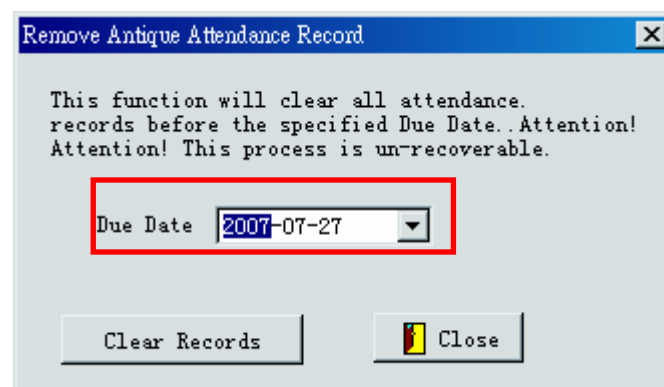 Remove Antique Attendance Record
This function will clear all attendance.
records before the specified Due Date..Attention!
Attention! This process is un-recoverable.
Due Date 2007-07-27
Clear Records Close